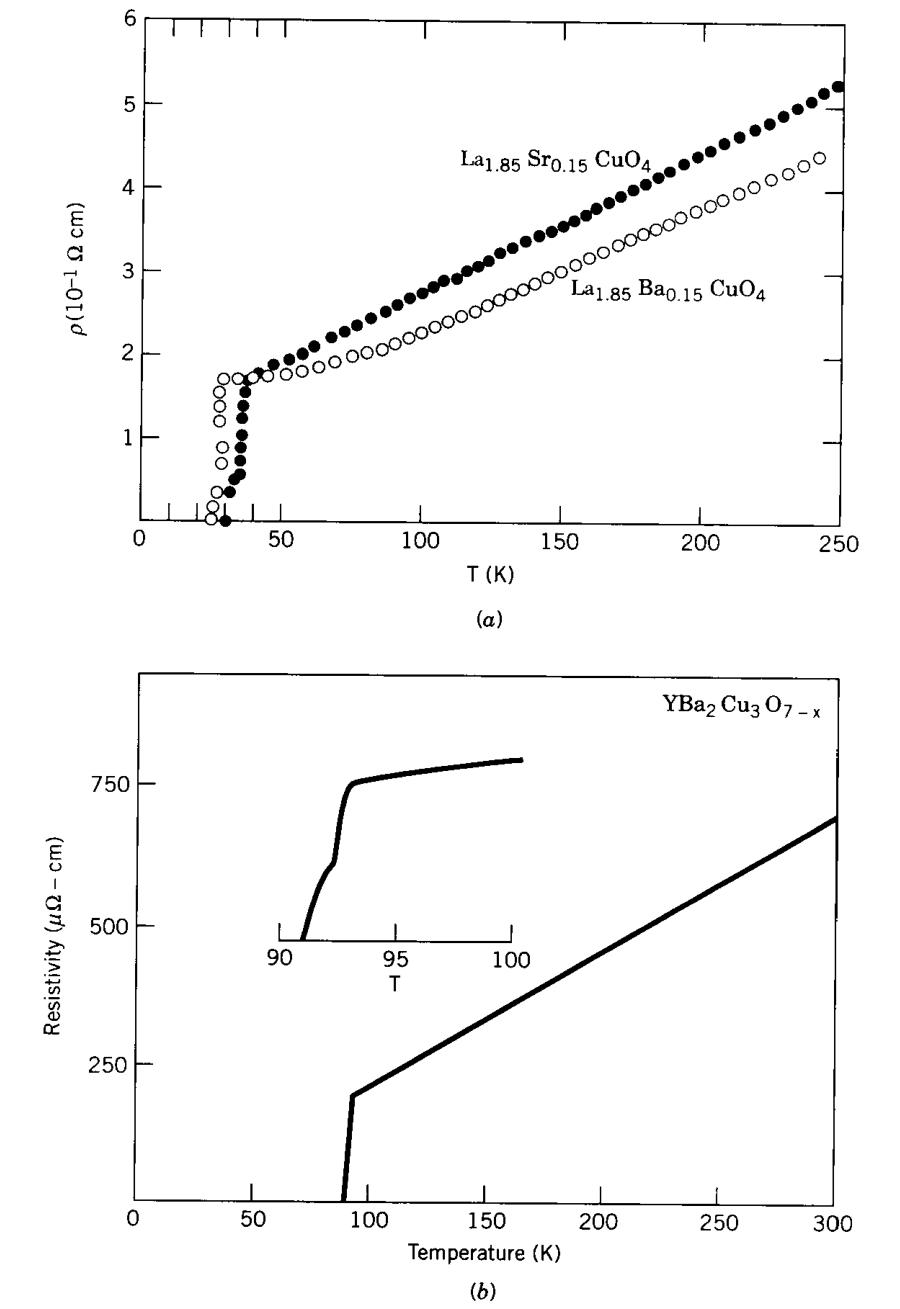 6
5
4
3
2
1
ρ (10⁻¹ Ω cm)
La₁.₈₅ Sr₀.₁₅ CuO₄
La₁.₈₅ Ba₀.₁₅ CuO₄
0 50 100 150 200 250
T (K)
(a)
YBa₂ Cu₃ O₇₋ₓ
750
500
250
Resistivity (μΩ – cm)
90 95 100
T
0 50 100 150 200 250 300
Temperature (K)
(b)